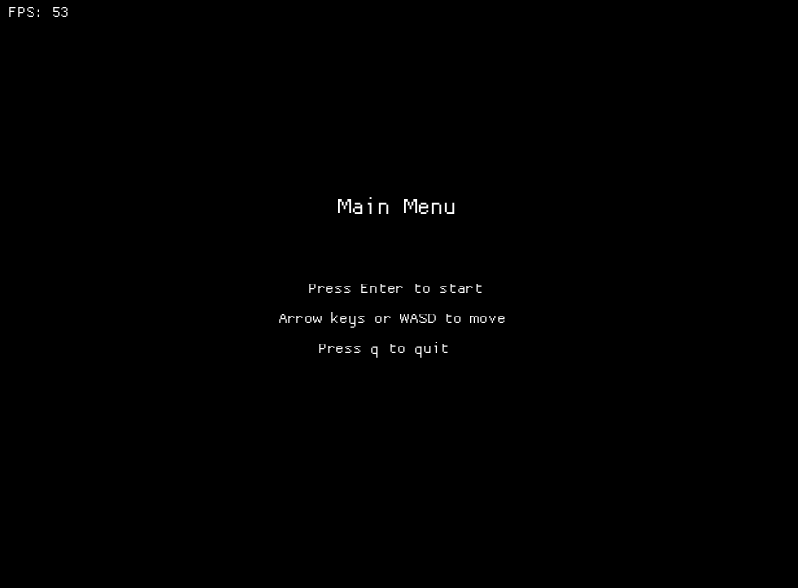 FPS: 53
Main Menu
Press Enter to start
Arrow keys or WASD to move
Press q to quit